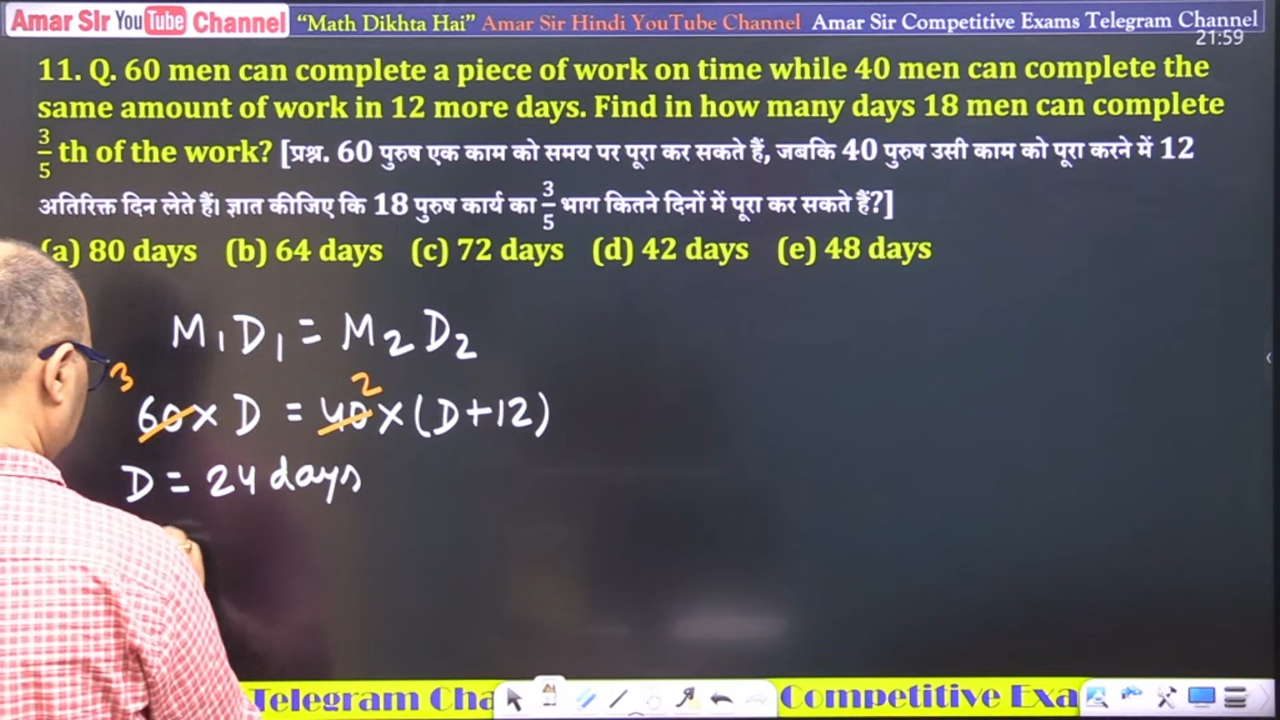 Amar Sir YouTube Channel "Math Dikhta Hai" Amar Sir Hindi YouTube Channel Amar Sir Competitive Exams Telegram Channel
21:59
11. Q. 60 men can complete a piece of work on time while 40 men can complete the
same amount of work in 12 more days. Find in how many days 18 men can complete
3/5 th of the work? [प्रश्न. 60 पुरुष एक काम को समय पर पूरा कर सकते हैं, जबकि 40 पुरुष उसी काम को पूरा करने में 12
अतिरिक्त दिन लेते हैं। ज्ञात कीजिए कि 18 पुरुष कार्य का 3/5 भाग कितने दिनों में पूरा कर सकते हैं?]
(a) 80 days (b) 64 days (c) 72 days (d) 42 days (e) 48 days
M₁D₁ = M₂D₂
3 2
60 × D = 40 × (D+12)
D = 24 days
Telegram Cha Competitive Exa